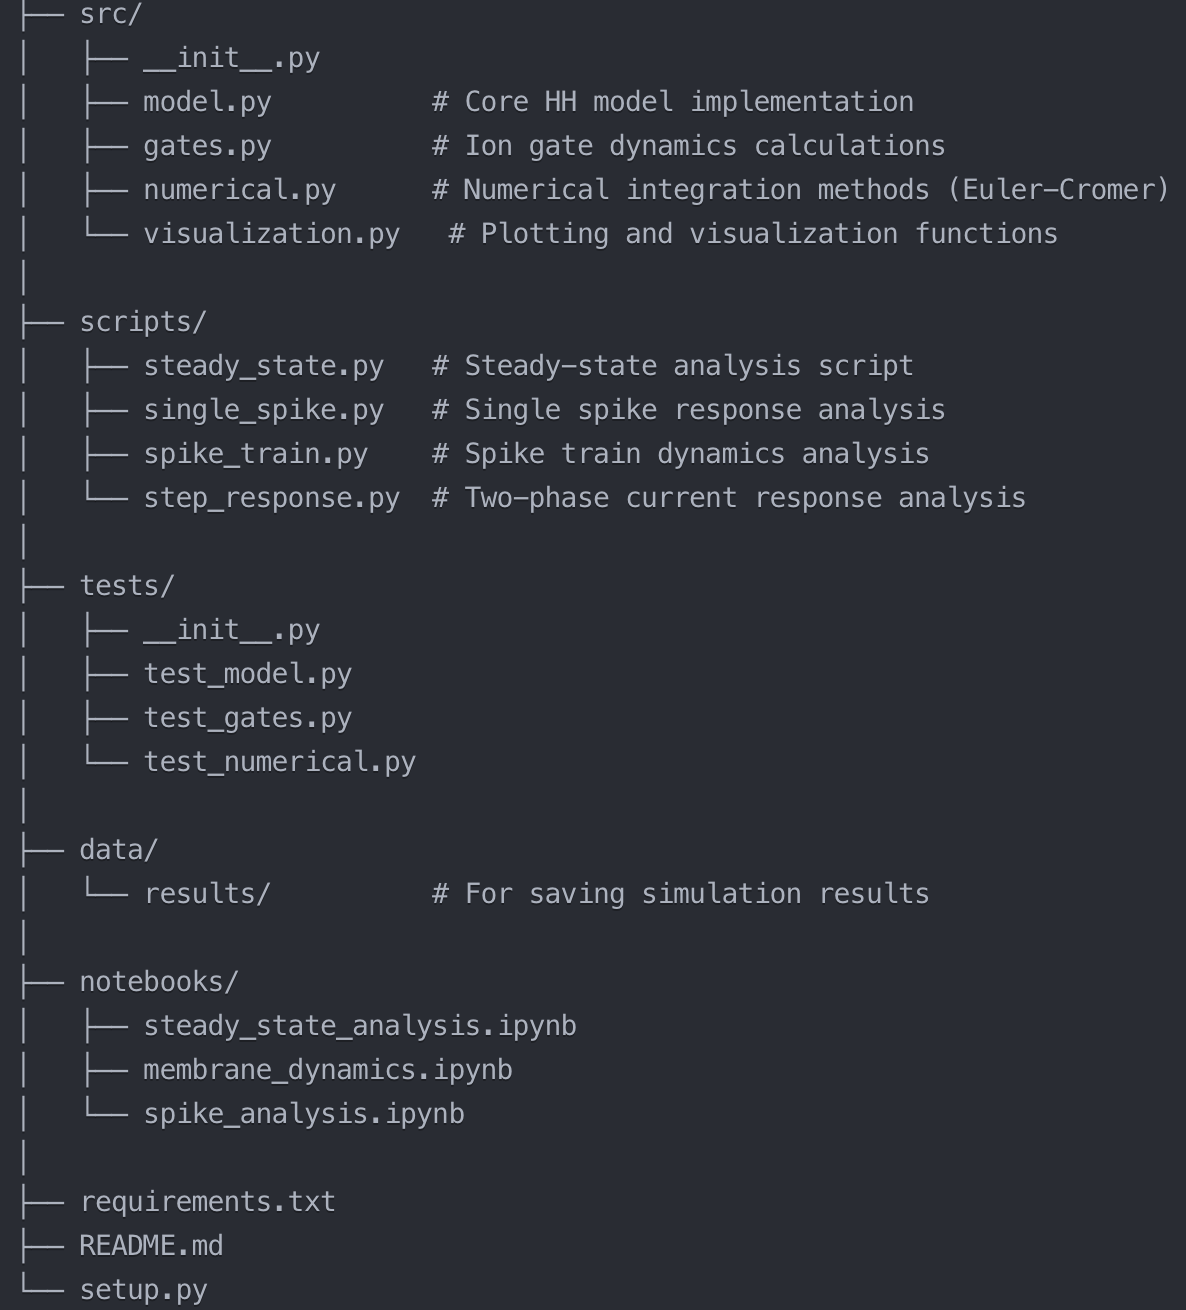 ├── src/
│   ├── __init__.py
│   ├── model.py          # Core HH model implementation
│   ├── gates.py          # Ion gate dynamics calculations
│   ├── numerical.py      # Numerical integration methods (Euler-Cromer)
│   └── visualization.py   # Plotting and visualization functions
│
├── scripts/
│   ├── steady_state.py   # Steady-state analysis script
│   ├── single_spike.py   # Single spike response analysis
│   ├── spike_train.py    # Spike train dynamics analysis
│   └── step_response.py  # Two-phase current response analysis
│
├── tests/
│   ├── __init__.py
│   ├── test_model.py
│   ├── test_gates.py
│   └── test_numerical.py
│
├── data/
│   └── results/          # For saving simulation results
│
├── notebooks/
│   ├── steady_state_analysis.ipynb
│   ├── membrane_dynamics.ipynb
│   └── spike_analysis.ipynb
│
├── requirements.txt
├── README.md
└── setup.py